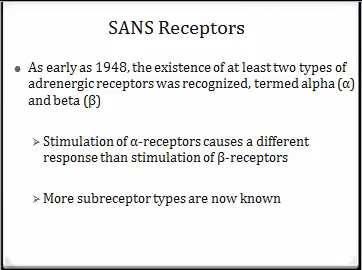 SANS Receptors
As early as 1948, the existence of at least two types of
adrenergic receptors was recognized, termed alpha (α)
and beta (β)
Stimulation of α-receptors causes a different
response than stimulation of β-receptors
More subreceptor types are now known